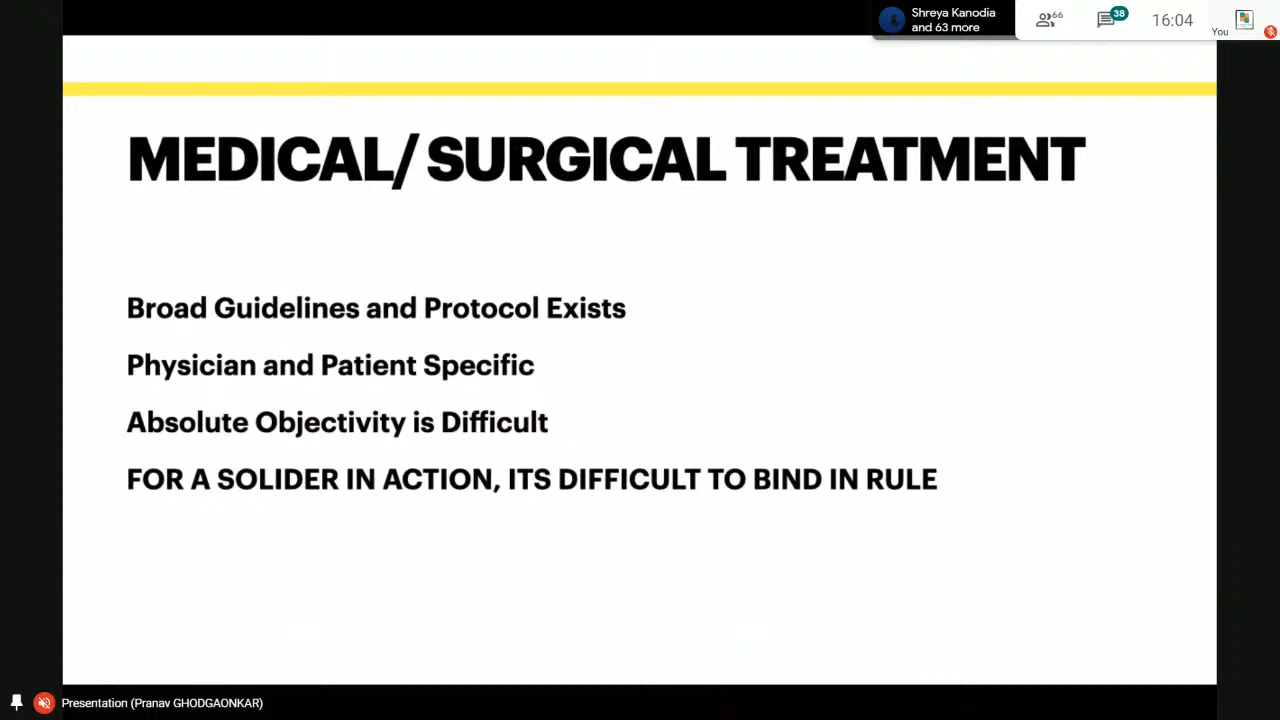 Shreya Kanodia
and 63 more
66
38
16:04
You
MEDICAL/ SURGICAL TREATMENT
Broad Guidelines and Protocol Exists
Physician and Patient Specific
Absolute Objectivity is Difficult
FOR A SOLIDER IN ACTION, ITS DIFFICULT TO BIND IN RULE
Presentation (Pranav GHODGAONKAR)